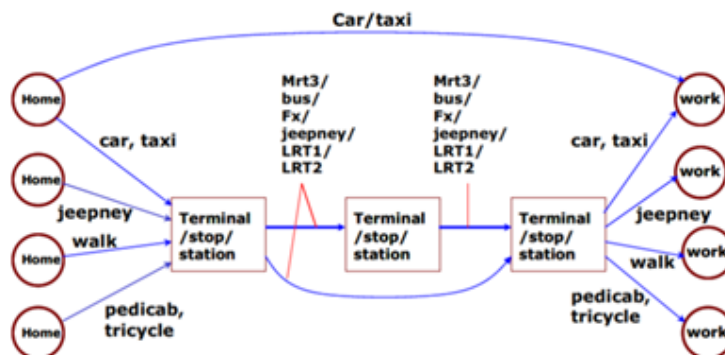 Car/taxi
Mrt3/
bus/
Fx/
jeepney/
LRT1/
LRT2
Mrt3/
bus/
Fx/
jeepney/
LRT1/
LRT2
Home
work
car, taxi
car, taxi
Home
work
jeepney
jeepney
Terminal
/stop/
station
Terminal
/stop/
station
Terminal
/stop/
station
walk
walk
Home
work
pedicab,
tricycle
pedicab,
tricycle
Home
work